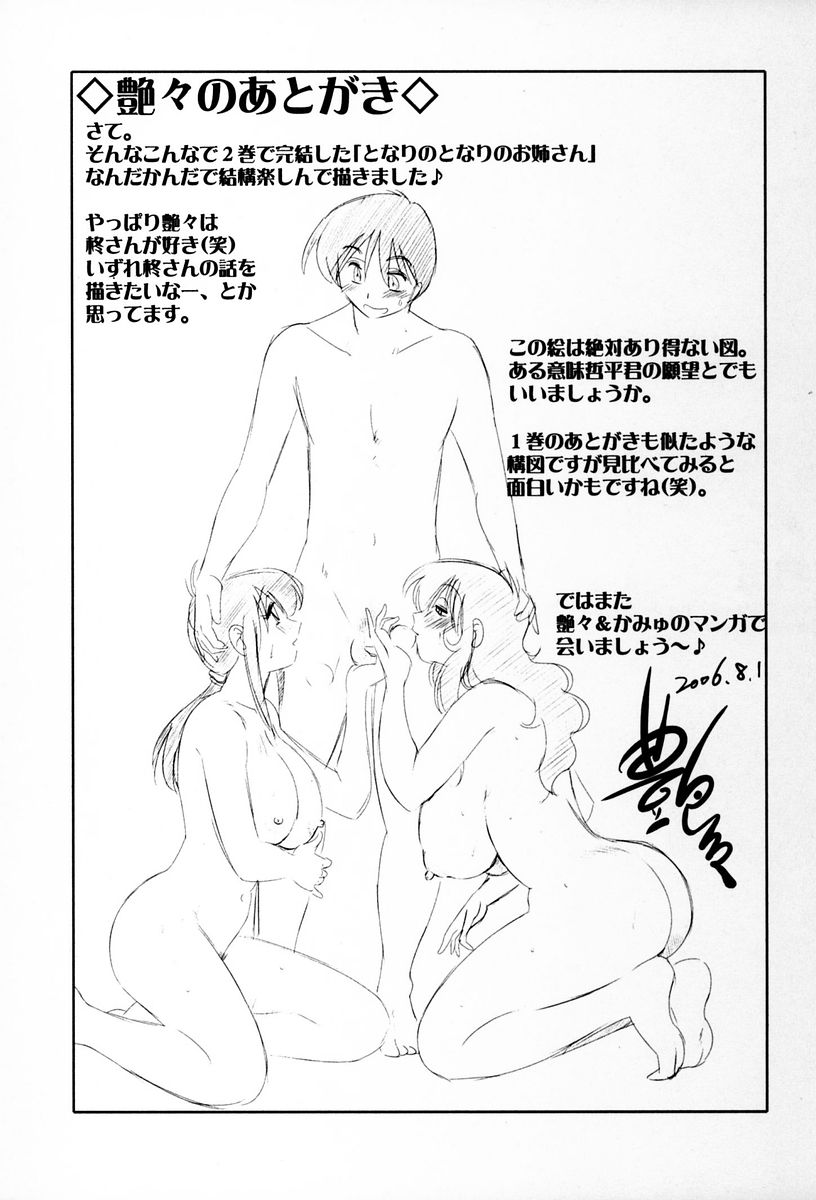 ◇艶々のあとがき◇
さて。
そんなこんなで２巻で完結した「となりのとなりのお姉さん」
なんだかんだで結構楽しんで描きました♪
やっぱり艶々は
柊さんが好き(笑)
いずれ柊さんの話を
描きたいなー、とか
思ってます。
この絵は絶対あり得ない図。
ある意味哲平君の願望とでも
いいましょうか。
１巻のあとがきも似たような
構図ですが見比べてみると
面白いかもですね(笑)。
ではまた
艶々＆かみゅのマンガで
会いましょう～♪
2006.8.1
艶々